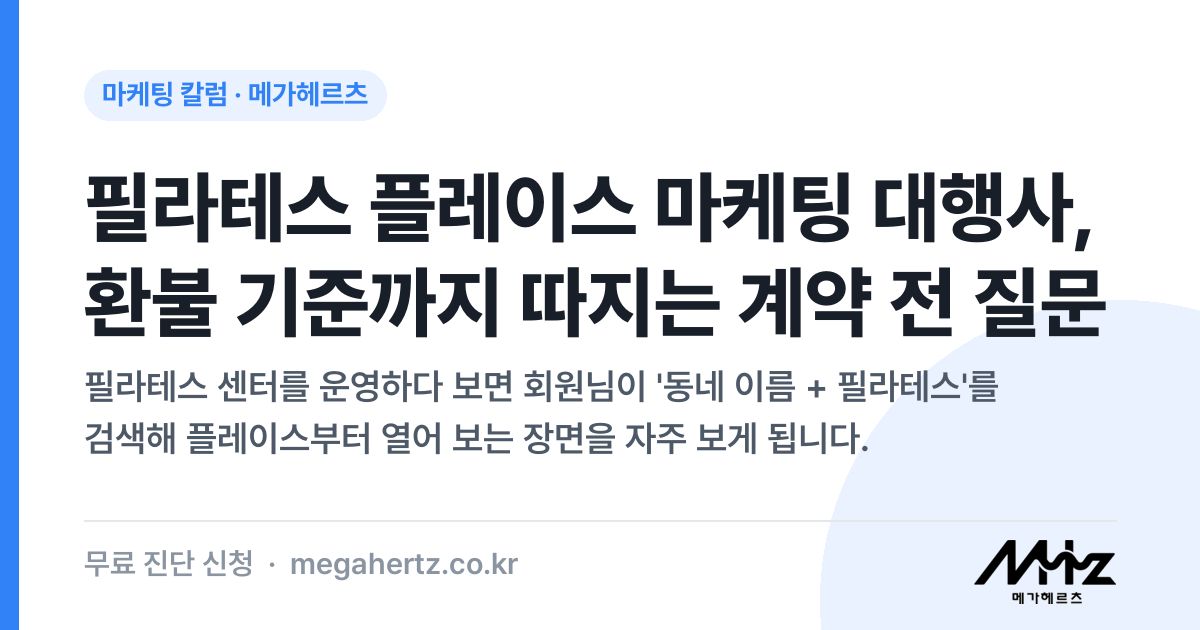 마케팅 칼럼 · 메가헤르츠
필라테스 플레이스 마케팅 대행사,
환불 기준까지 따지는 계약 전 질문
필라테스 센터를 운영하다 보면 회원님이 '동네 이름 + 필라테스'를
검색해 플레이스부터 열어 보는 장면을 자주 보게 됩니다.
무료 진단 신청 · megahertz.co.kr
MHz
메가헤르츠